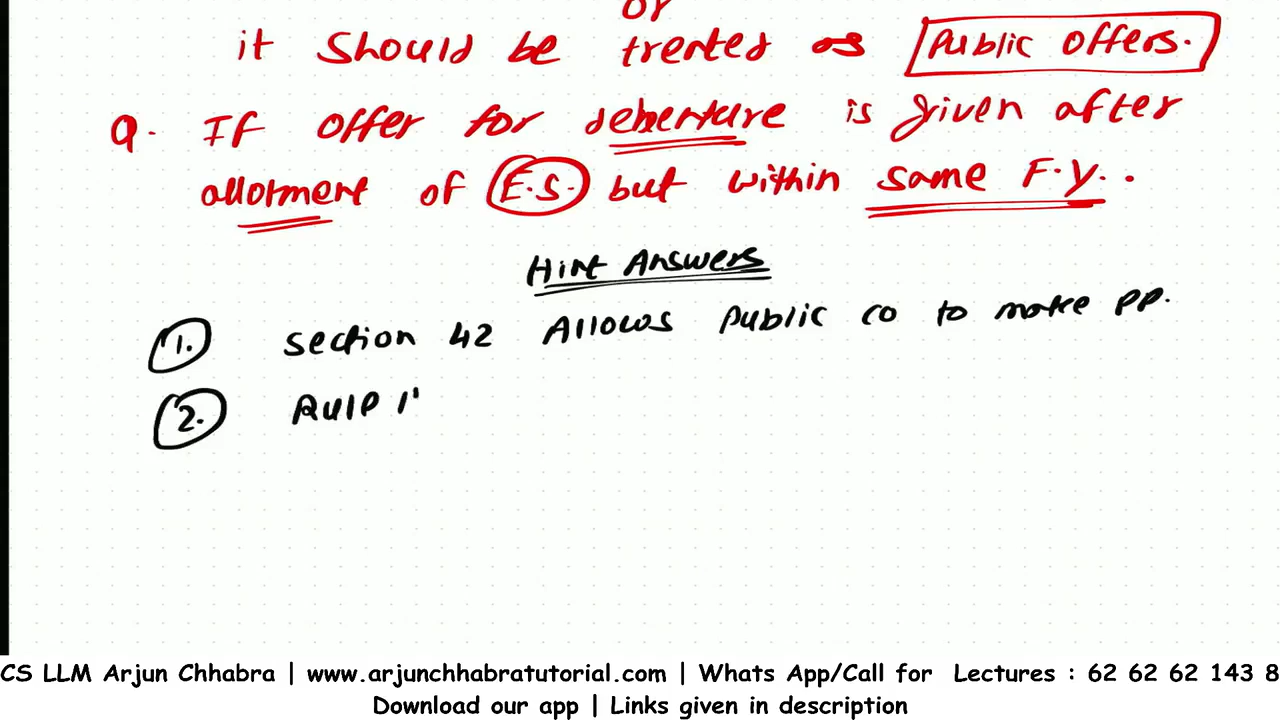 or
it should be treated as Public offers.
Q. If offer for debenture is given after
allotment of E.S. but within same F.Y..
Hint Answers
1. Section 42 Allows Public co to make PP.
2. Rule 1
CS LLM Arjun Chhabra | www.arjunchhabratutorial.com | Whats App/Call for Lectures : 62 62 62 143 8
Download our app | Links given in description